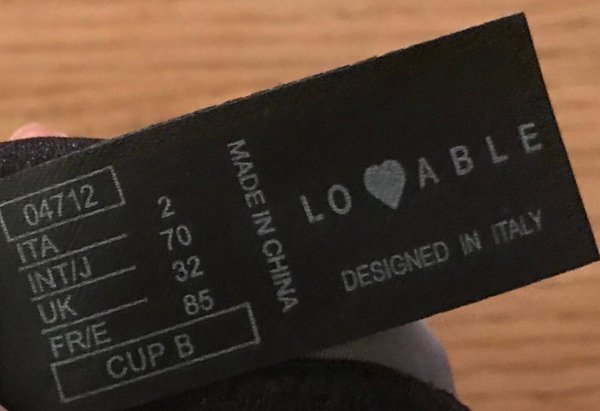 04712
ITA 2
INT/J 70
UK 32
FR/E 85
CUP B
MADE IN CHINA
LO♥ABLE
DESIGNED IN ITALY